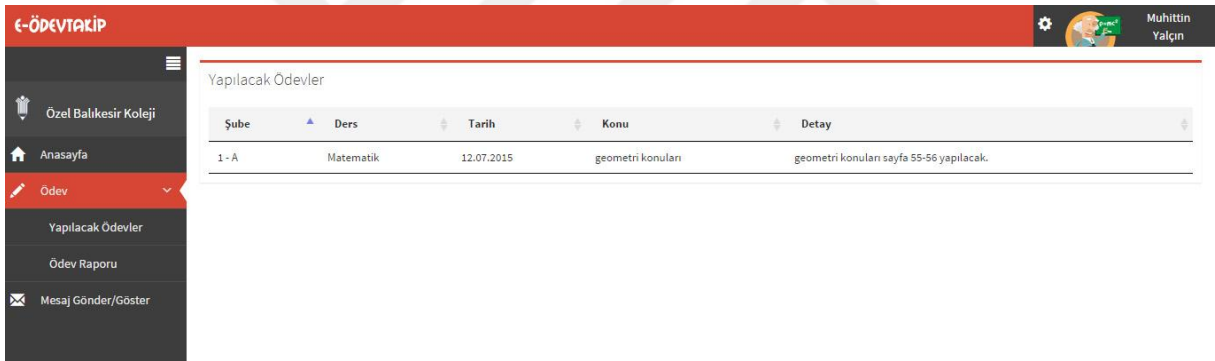 E-ÖDEVTAKİP
Muhittin
Yalçın
Özel Balıkesir Koleji
Anasayfa
Ödev
Yapılacak Ödevler
Ödev Raporu
Mesaj Gönder/Göster
Yapılacak Ödevler
Şube Ders Tarih Konu Detay
1 - A Matematik 12.07.2015 geometri konuları geometri konuları sayfa 55-56 yapılacak.